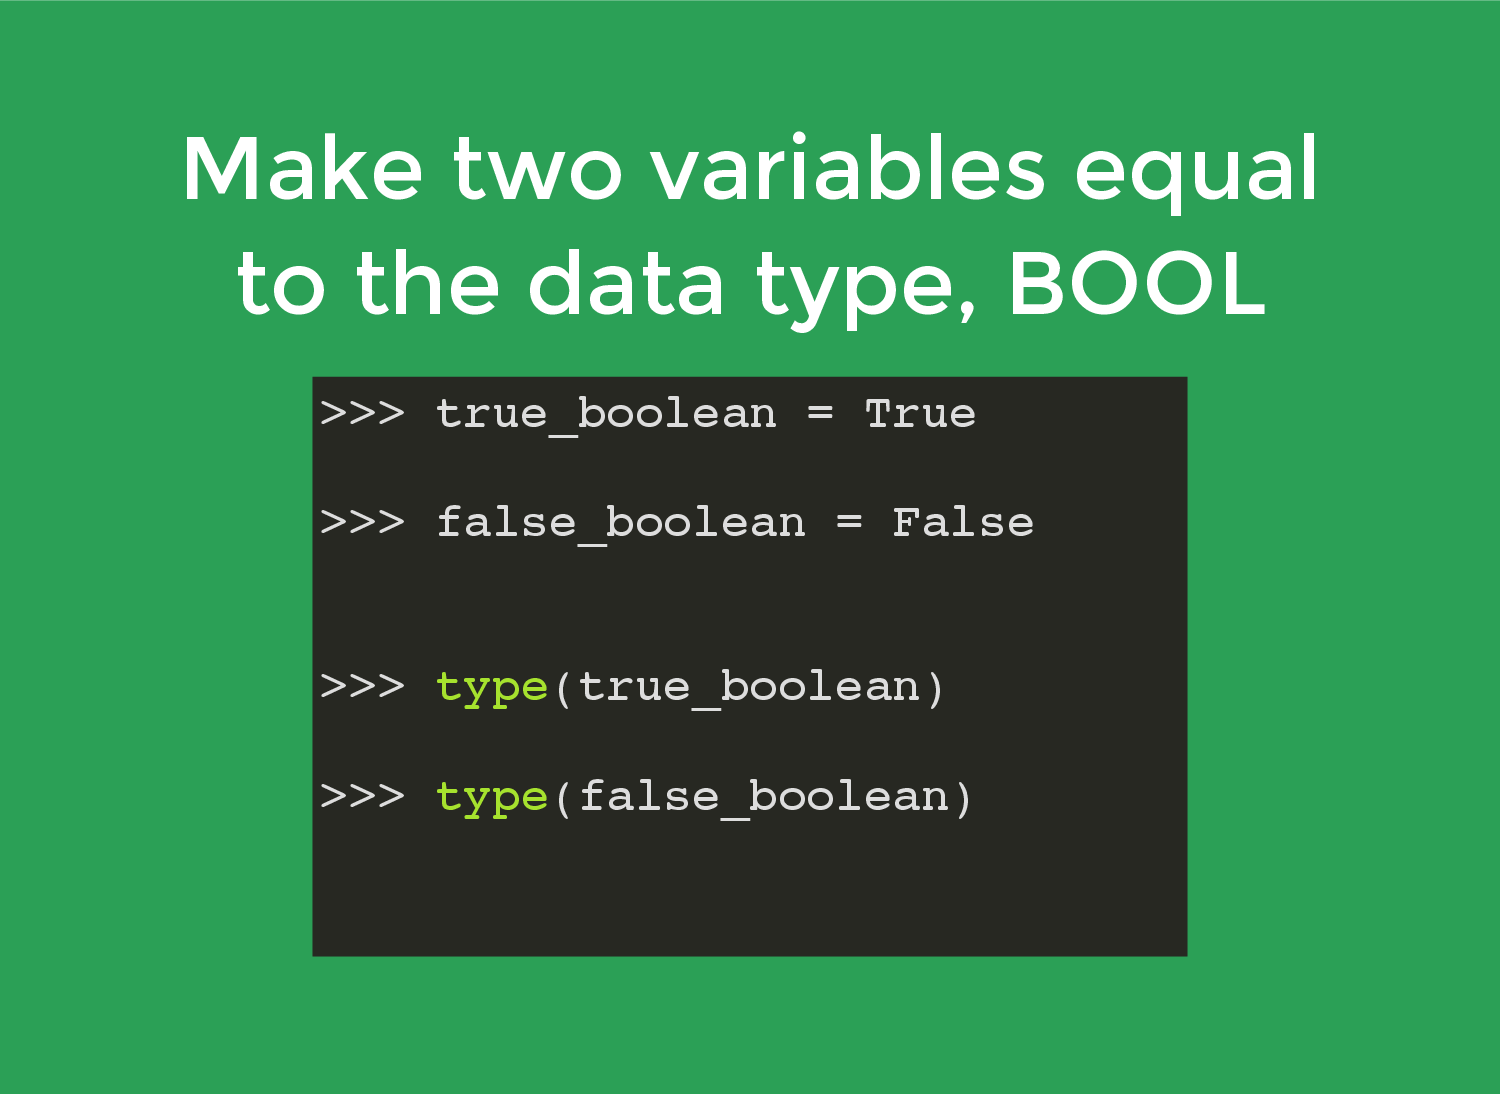 Make two variables equal
to the data type, BOOL
>>> true_boolean = True
>>> false_boolean = False
>>> type(true_boolean)
>>> type(false_boolean)